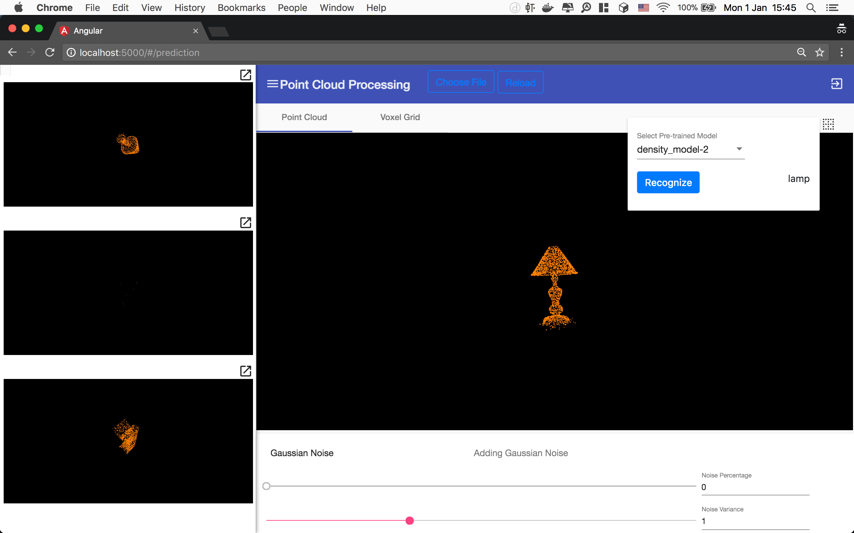 Chrome File Edit View History Bookmarks People Window Help 100% Mon 1 Jan 15:45
Angular
localhost:5000/#/prediction
Point Cloud Processing Choose File Reload
Point Cloud Voxel Grid
Select Pre-trained Model
density_model-2
Recognize lamp
Gaussian Noise Adding Gaussian Noise
Noise Percentage
0
Noise Variance
1